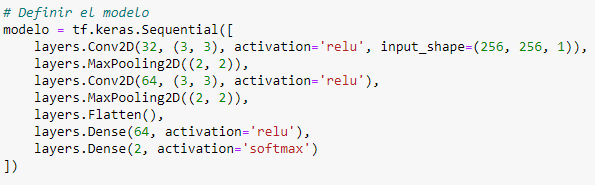 # Definir el modelo
modelo = tf.keras.Sequential([
    layers.Conv2D(32, (3, 3), activation='relu', input_shape=(256, 256, 1)),
    layers.MaxPooling2D((2, 2)),
    layers.Conv2D(64, (3, 3), activation='relu'),
    layers.MaxPooling2D((2, 2)),
    layers.Flatten(),
    layers.Dense(64, activation='relu'),
    layers.Dense(2, activation='softmax')
])